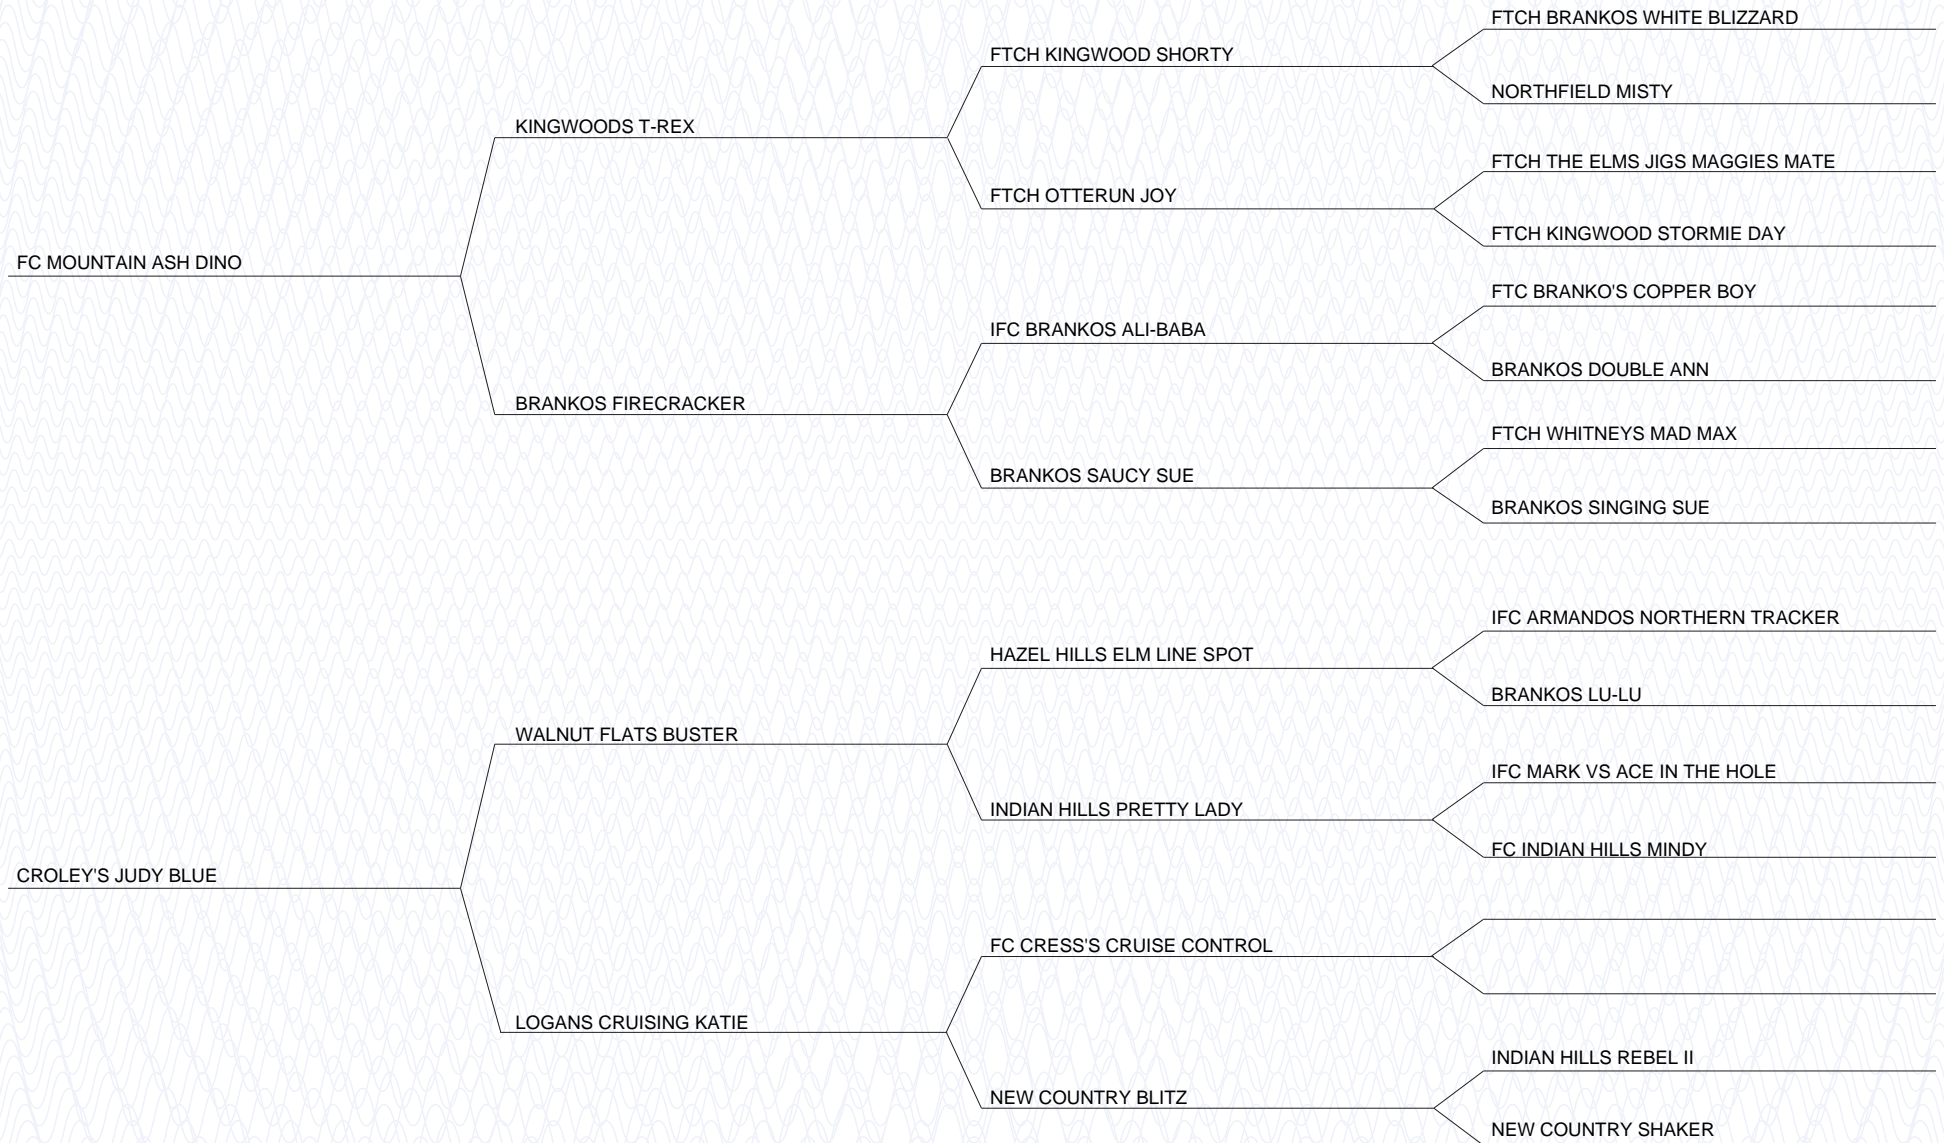 FTCH BRANKOS WHITE BLIZZARD
FTCH KINGWOOD SHORTY
NORTHFIELD MISTY
KINGWOODS T-REX
FTCH THE ELMS JIGS MAGGIES MATE
FTCH OTTERUN JOY
FTCH KINGWOOD STORMIE DAY
FC MOUNTAIN ASH DINO
FTC BRANKO'S COPPER BOY
IFC BRANKOS ALI-BABA
BRANKOS DOUBLE ANN
BRANKOS FIRECRACKER
FTCH WHITNEYS MAD MAX
BRANKOS SAUCY SUE
BRANKOS SINGING SUE
IFC ARMANDOS NORTHERN TRACKER
HAZEL HILLS ELM LINE SPOT
BRANKOS LU-LU
WALNUT FLATS BUSTER
IFC MARK VS ACE IN THE HOLE
INDIAN HILLS PRETTY LADY
FC INDIAN HILLS MINDY
CROLEY'S JUDY BLUE
FC CRESS'S CRUISE CONTROL
LOGANS CRUISING KATIE
INDIAN HILLS REBEL II
NEW COUNTRY BLITZ
NEW COUNTRY SHAKER